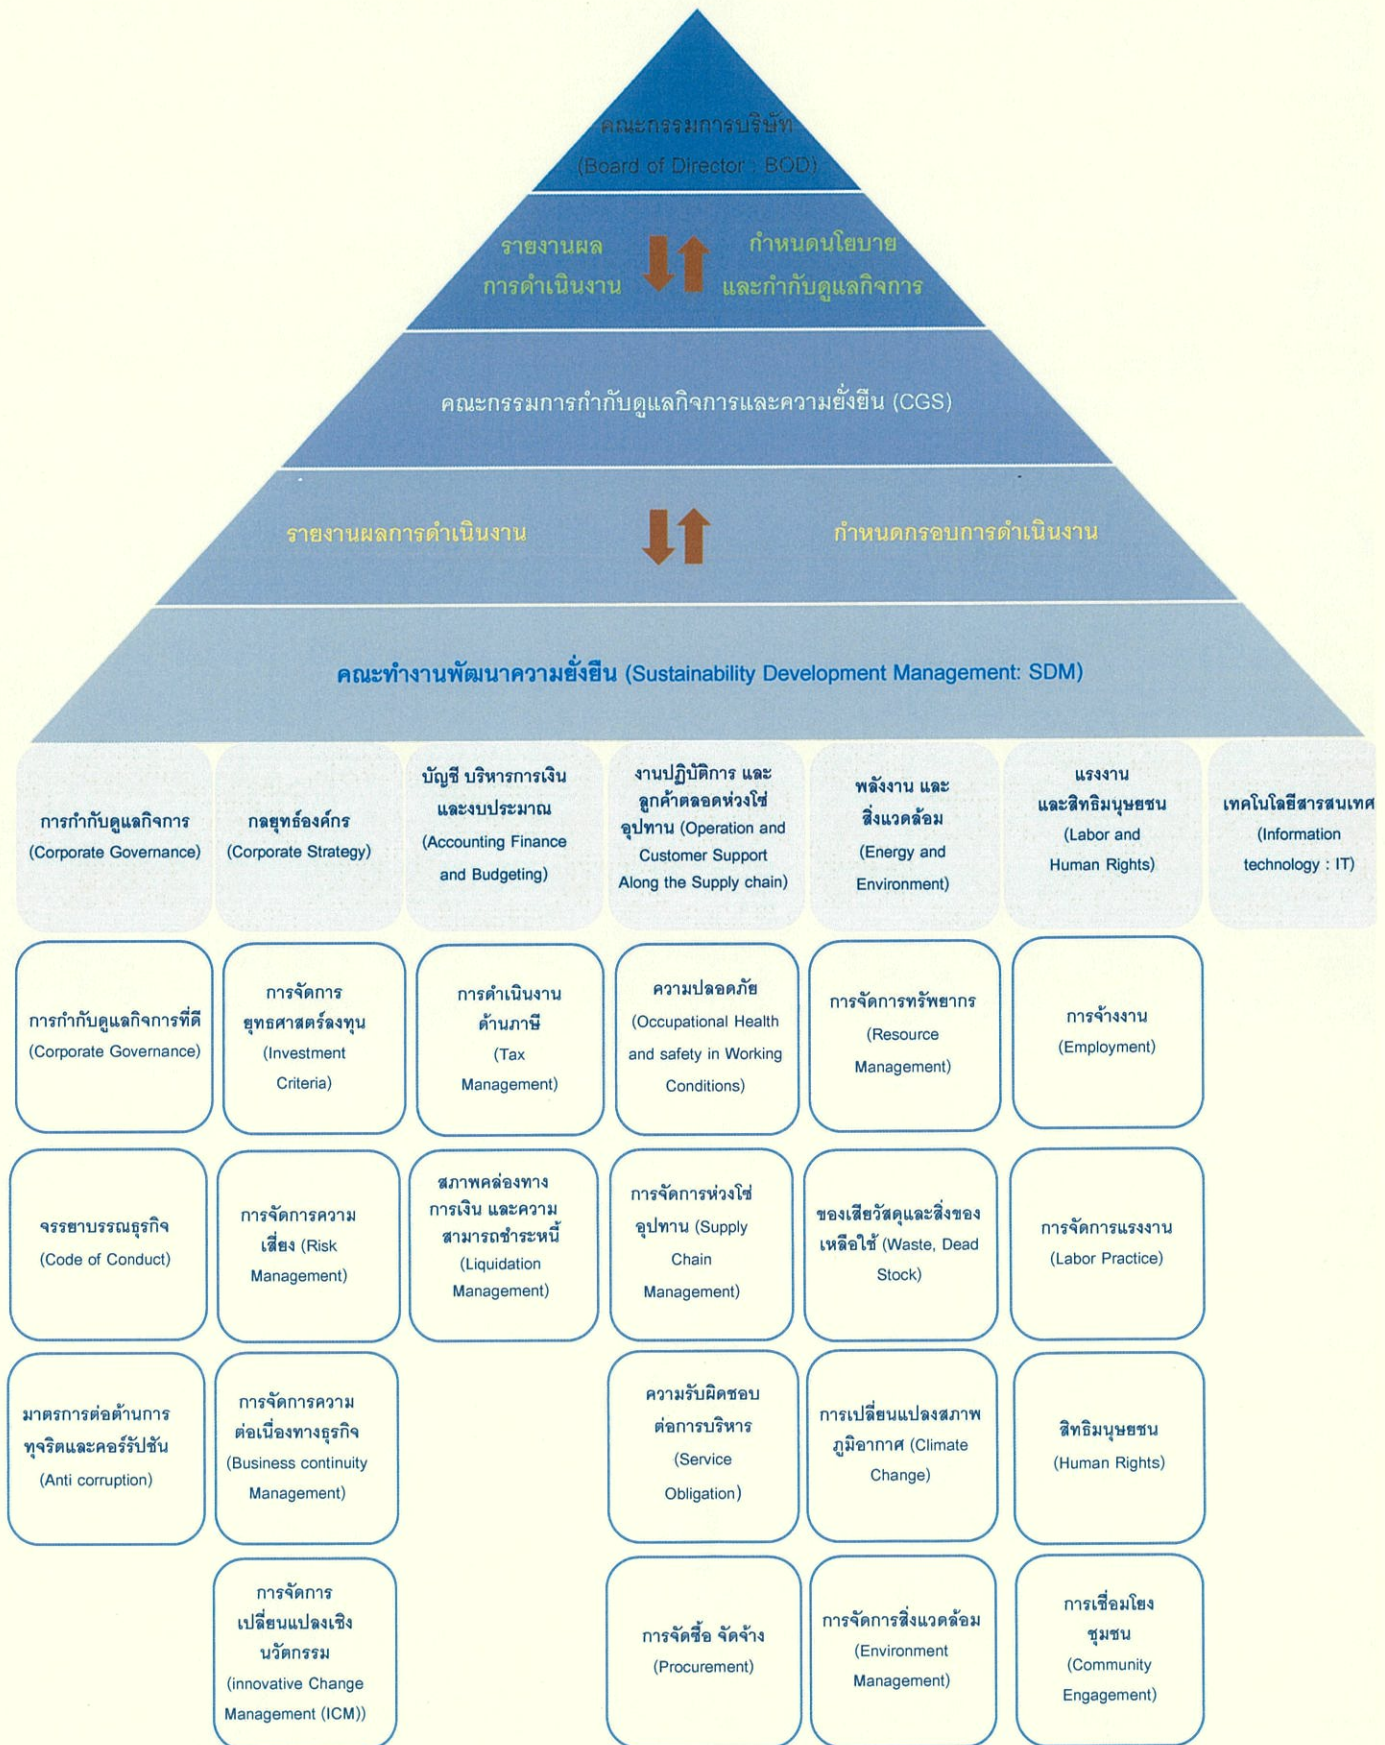 คณะกรรมการบริษัท
(Board of Director : BOD)
รายงานผล
การดำเนินงาน
กำหนดนโยบาย
และกำกับดูแลกิจการ
คณะกรรมการกำกับดูแลกิจการและความยั่งยืน (CGS)
รายงานผลการดำเนินงาน
กำหนดกรอบการดำเนินงาน
คณะทำงานพัฒนาความยั่งยืน (Sustainability Development Management: SDM)
การกำกับดูแลกิจการ
(Corporate Governance)
กลยุทธ์องค์กร
(Corporate Strategy)
บัญชี บริหารการเงิน
และงบประมาณ
(Accounting Finance
and Budgeting)
งานปฏิบัติการ และ
ลูกค้าตลอดห่วงโซ่
อุปทาน (Operation and
Customer Support
Along the Supply chain)
พลังงาน และ
สิ่งแวดล้อม
(Energy and
Environment)
แรงงาน
และสิทธิมนุษยชน
(Labor and
Human Rights)
เทคโนโลยีสารสนเทศ
(Information
technology : IT)
การกำกับดูแลกิจการที่ดี
(Corporate Governance)
การจัดการ
ยุทธศาสตร์ลงทุน
(Investment
Criteria)
การดำเนินงาน
ด้านภาษี
(Tax
Management)
ความปลอดภัย
(Occupational Health
and safety in Working
Conditions)
การจัดการทรัพยากร
(Resource
Management)
การจ้างงาน
(Employment)
จรรยาบรรณธุรกิจ
(Code of Conduct)
การจัดการความ
เสี่ยง (Risk
Management)
สภาพคล่องทาง
การเงิน และความ
สามารถชำระหนี้
(Liquidation
Management)
การจัดการห่วงโซ่
อุปทาน (Supply
Chain
Management)
ของเสียวัสดุและสิ่งของ
เหลือใช้ (Waste, Dead
Stock)
การจัดการแรงงาน
(Labor Practice)
มาตรการต่อต้านการ
ทุจริตและคอร์รัปชัน
(Anti corruption)
การจัดการความ
ต่อเนื่องทางธุรกิจ
(Business continuity
Management)
ความรับผิดชอบ
ต่อการบริหาร
(Service
Obligation)
การเปลี่ยนแปลงสภาพ
ภูมิอากาศ (Climate
Change)
สิทธิมนุษยชน
(Human Rights)
การจัดการ
เปลี่ยนแปลงเชิง
นวัตกรรม
(innovative Change
Management (ICM))
การจัดซื้อ จัดจ้าง
(Procurement)
การจัดการสิ่งแวดล้อม
(Environment
Management)
การเชื่อมโยง
ชุมชน
(Community
Engagement)